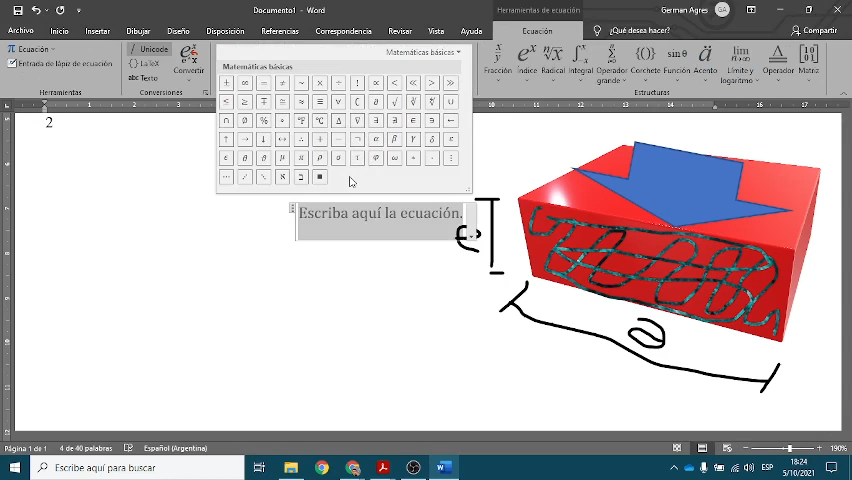 Documento1 - Word
Herramientas de ecuación
German Agres
GA
Archivo
Inicio
Insertar
Dibujar
Diseño
Disposición
Referencias
Correspondencia
Revisar
Vista
Ayuda
Ecuación
¿Qué desea hacer?
Compartir
Ecuación
Entrada de lápiz de ecuación
Herramientas
Unicode
{} LaTeX
abc Texto
Convertir
Conversiones
Matemáticas básicas
Matemáticas básicas
± ∞ = ≠ ~ × ÷ ! ∝ < ≪ > ≫
≤ ≥ ∓ ≅ ≈ ≡ ∀ ∁ ∂ √ ∛ ∜ ∪
∩ ∅ % ° ℉ ℃ ∆ ∇ ∃ ∄ ∈ ∋ ←
↑ → ↓ ↔ ∴ + − ¬ α β γ δ ε
ϵ θ ϑ μ π ρ σ τ φ ω ∗ ∙ ⋮
⋯ ⋰ ⋱ ℵ ℶ ∎
Fracción
Índice
Radical
Integral
Operador grande
Corchete
Función
Acento
Límite y logaritmo
Operador
Matriz
Estructuras
2
Escriba aquí la ecuación.
Página 1 de 1
4 de 40 palabras
Español (Argentina)
190%
Escribe aquí para buscar
ESP
18:24
5/10/2021